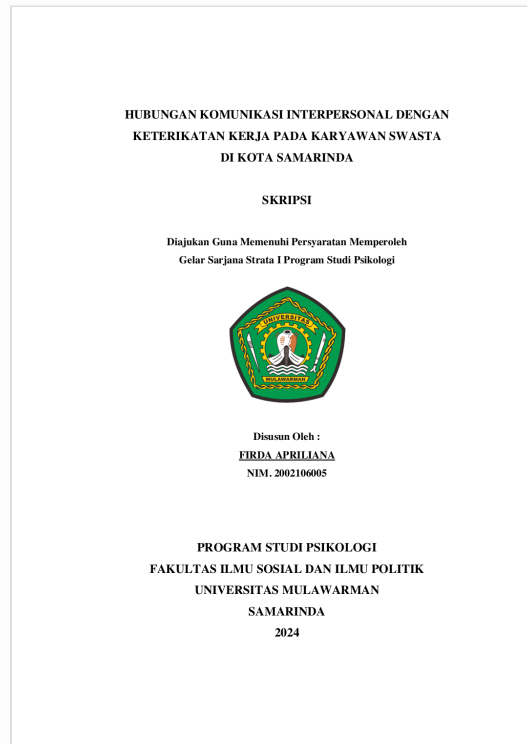 HUBUNGAN KOMUNIKASI INTERPERSONAL DENGAN
KETERIKATAN KERJA PADA KARYAWAN SWASTA
DI KOTA SAMARINDA
SKRIPSI
Diajukan Guna Memenuhi Persyaratan Memperoleh
Gelar Sarjana Strata I Program Studi Psikologi
UNIVERSITAS
MULAWARMAN
Disusun Oleh :
FIRDA APRILIANA
NIM. 2002106005
PROGRAM STUDI PSIKOLOGI
FAKULTAS ILMU SOSIAL DAN ILMU POLITIK
UNIVERSITAS MULAWARMAN
SAMARINDA
2024